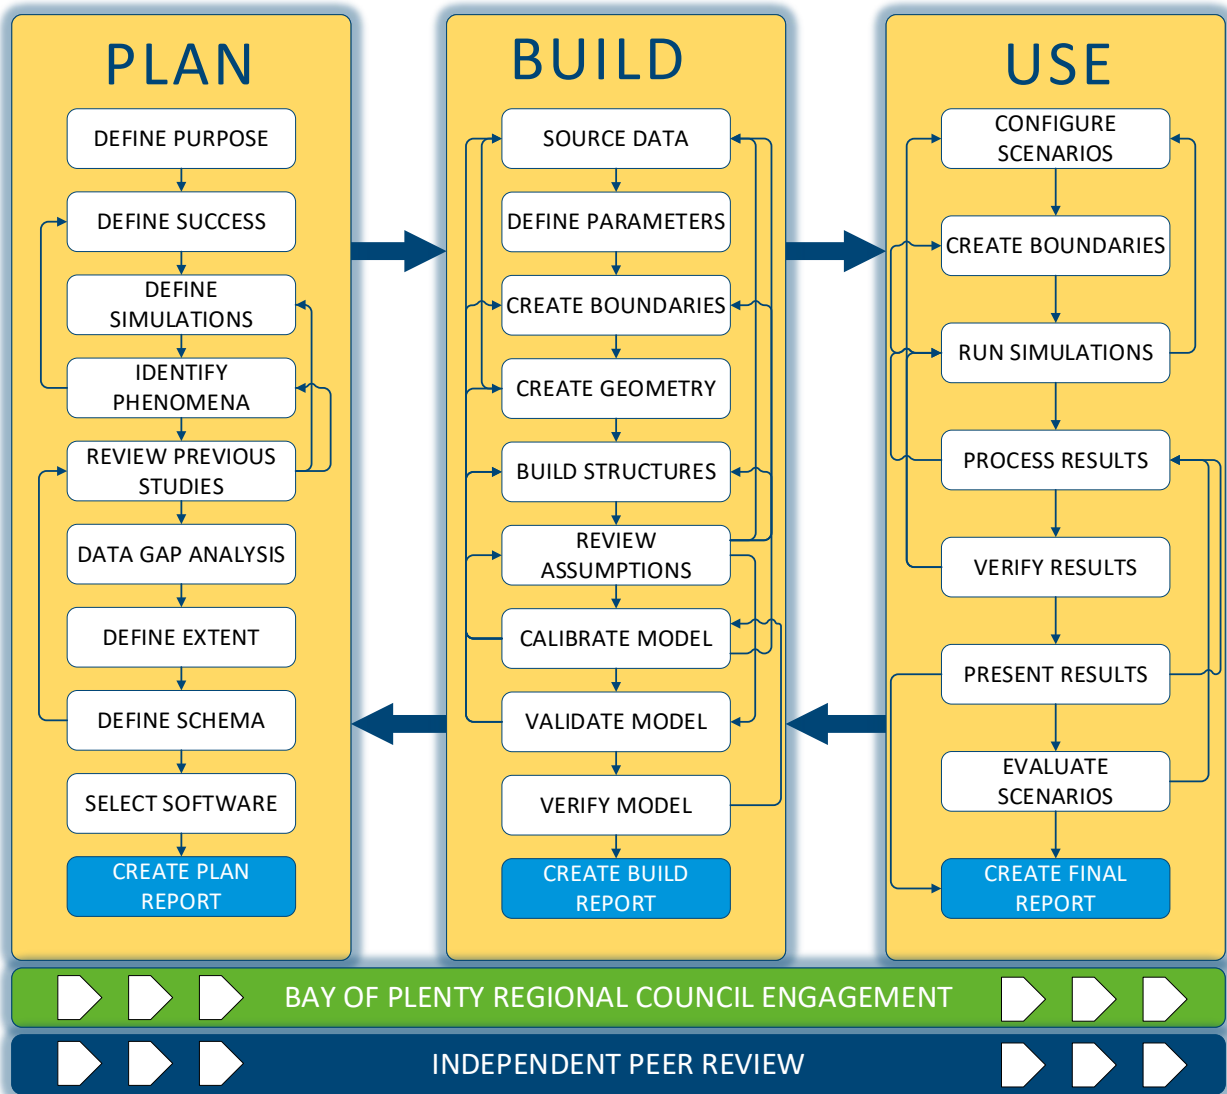 PLAN
DEFINE PURPOSE
DEFINE SUCCESS
DEFINE
SIMULATIONS
IDENTIFY
PHENOMENA
REVIEW PREVIOUS
STUDIES
DATA GAP ANALYSIS
DEFINE EXTENT
DEFINE SCHEMA
SELECT SOFTWARE
CREATE PLAN
REPORT
BUILD
SOURCE DATA
DEFINE PARAMETERS
CREATE BOUNDARIES
CREATE GEOMETRY
BUILD STRUCTURES
REVIEW
ASSUMPTIONS
CALIBRATE MODEL
VALIDATE MODEL
VERIFY MODEL
CREATE BUILD
REPORT
USE
CONFIGURE
SCENARIOS
CREATE BOUNDARIES
RUN SIMULATIONS
PROCESS RESULTS
VERIFY RESULTS
PRESENT RESULTS
EVALUATE
SCENARIOS
CREATE FINAL
REPORT
BAY OF PLENTY REGIONAL COUNCIL ENGAGEMENT
INDEPENDENT PEER REVIEW